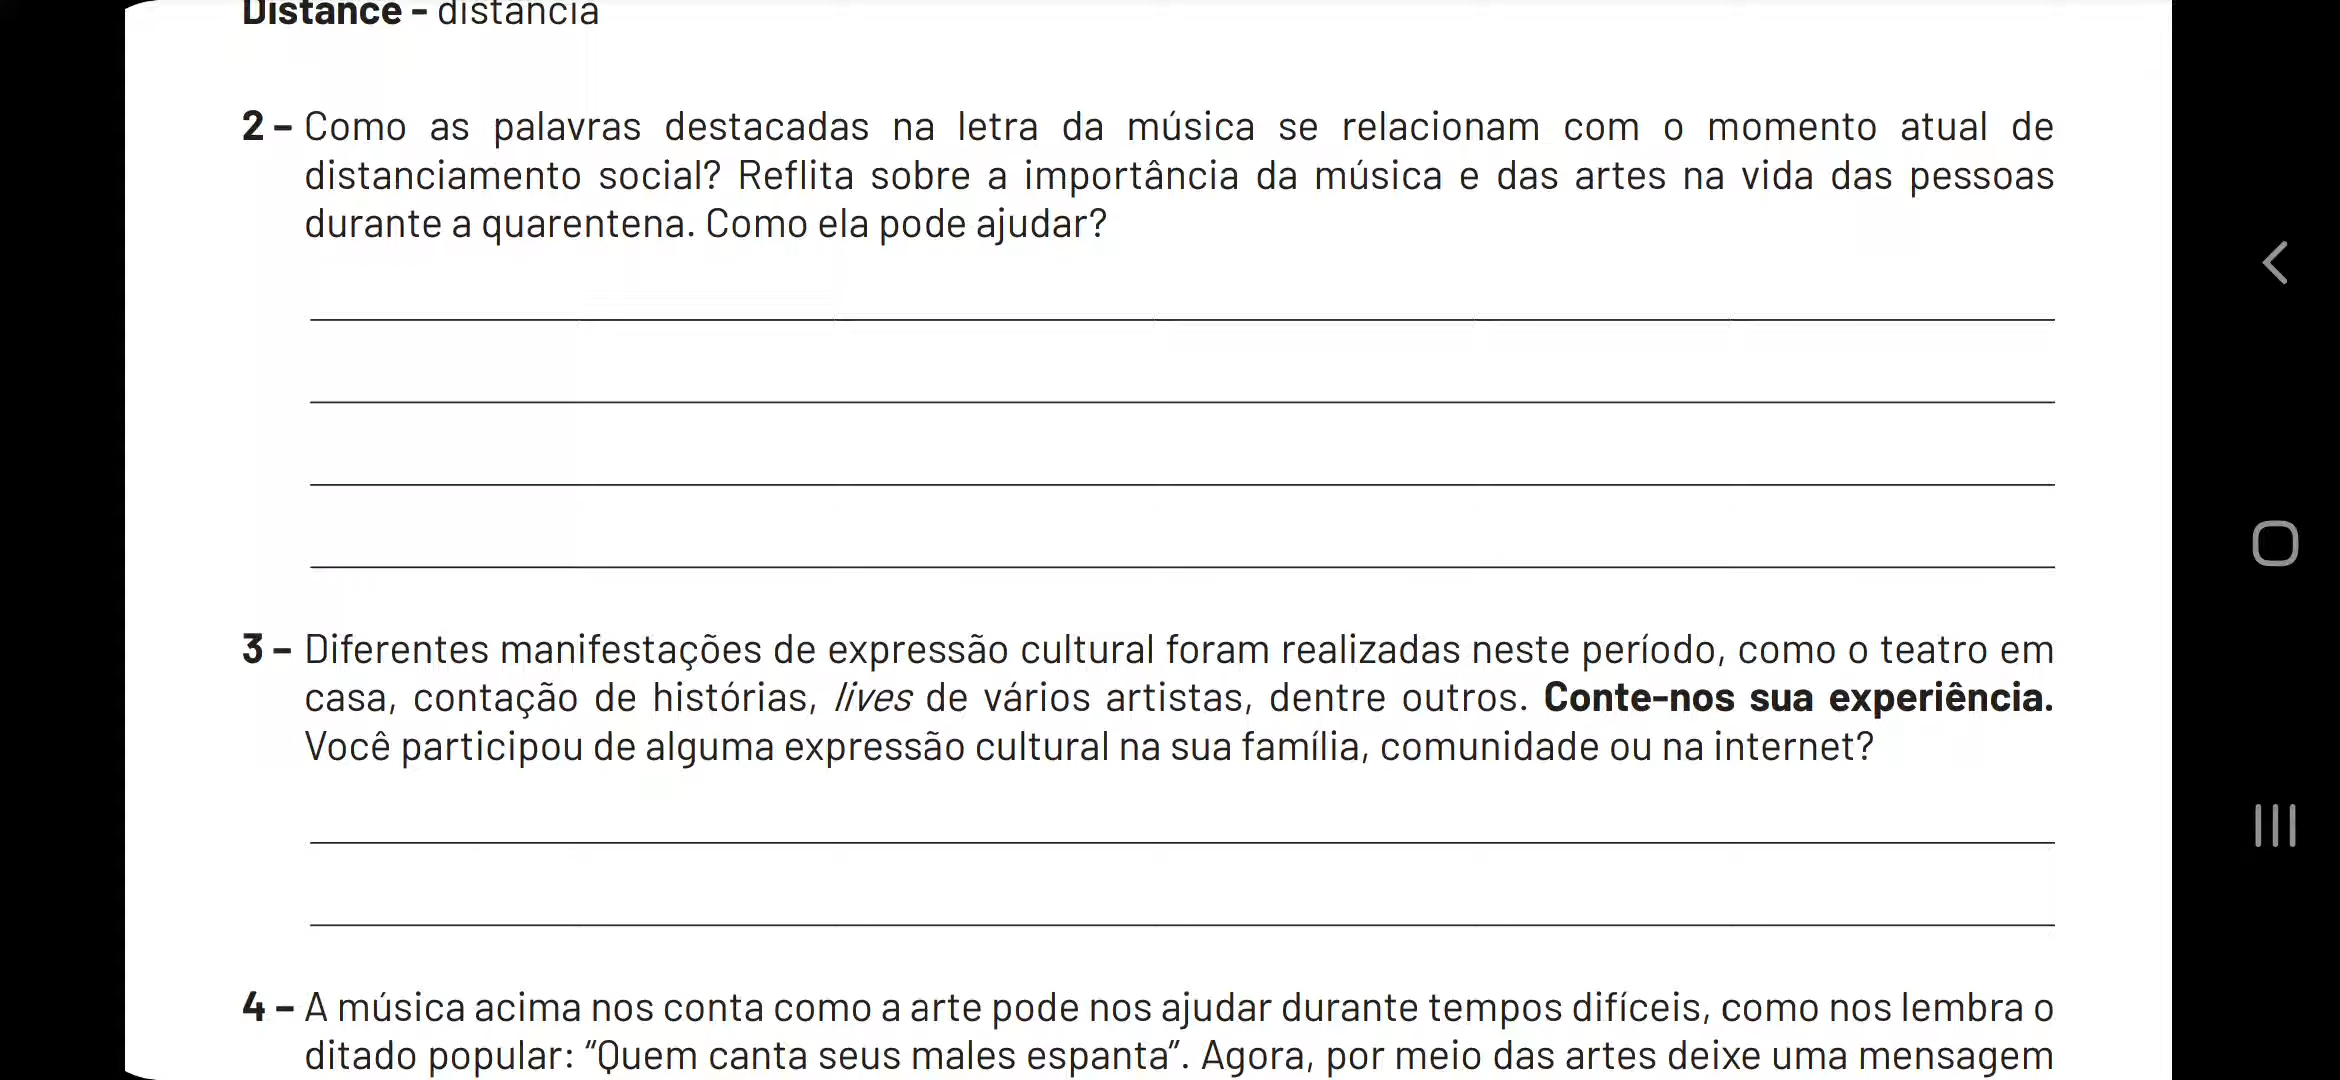 Distance - distância
2 - Como as palavras destacadas na letra da música se relacionam com o momento atual de
distanciamento social? Reflita sobre a importância da música e das artes na vida das pessoas
durante a quarentena. Como ela pode ajudar?
3 - Diferentes manifestações de expressão cultural foram realizadas neste período, como o teatro em
casa, contação de histórias, lives de vários artistas, dentre outros. Conte-nos sua experiência.
Você participou de alguma expressão cultural na sua família, comunidade ou na internet?
4 - A música acima nos conta como a arte pode nos ajudar durante tempos difíceis, como nos lembra o
ditado popular: “Quem canta seus males espanta”. Agora, por meio das artes deixe uma mensagem